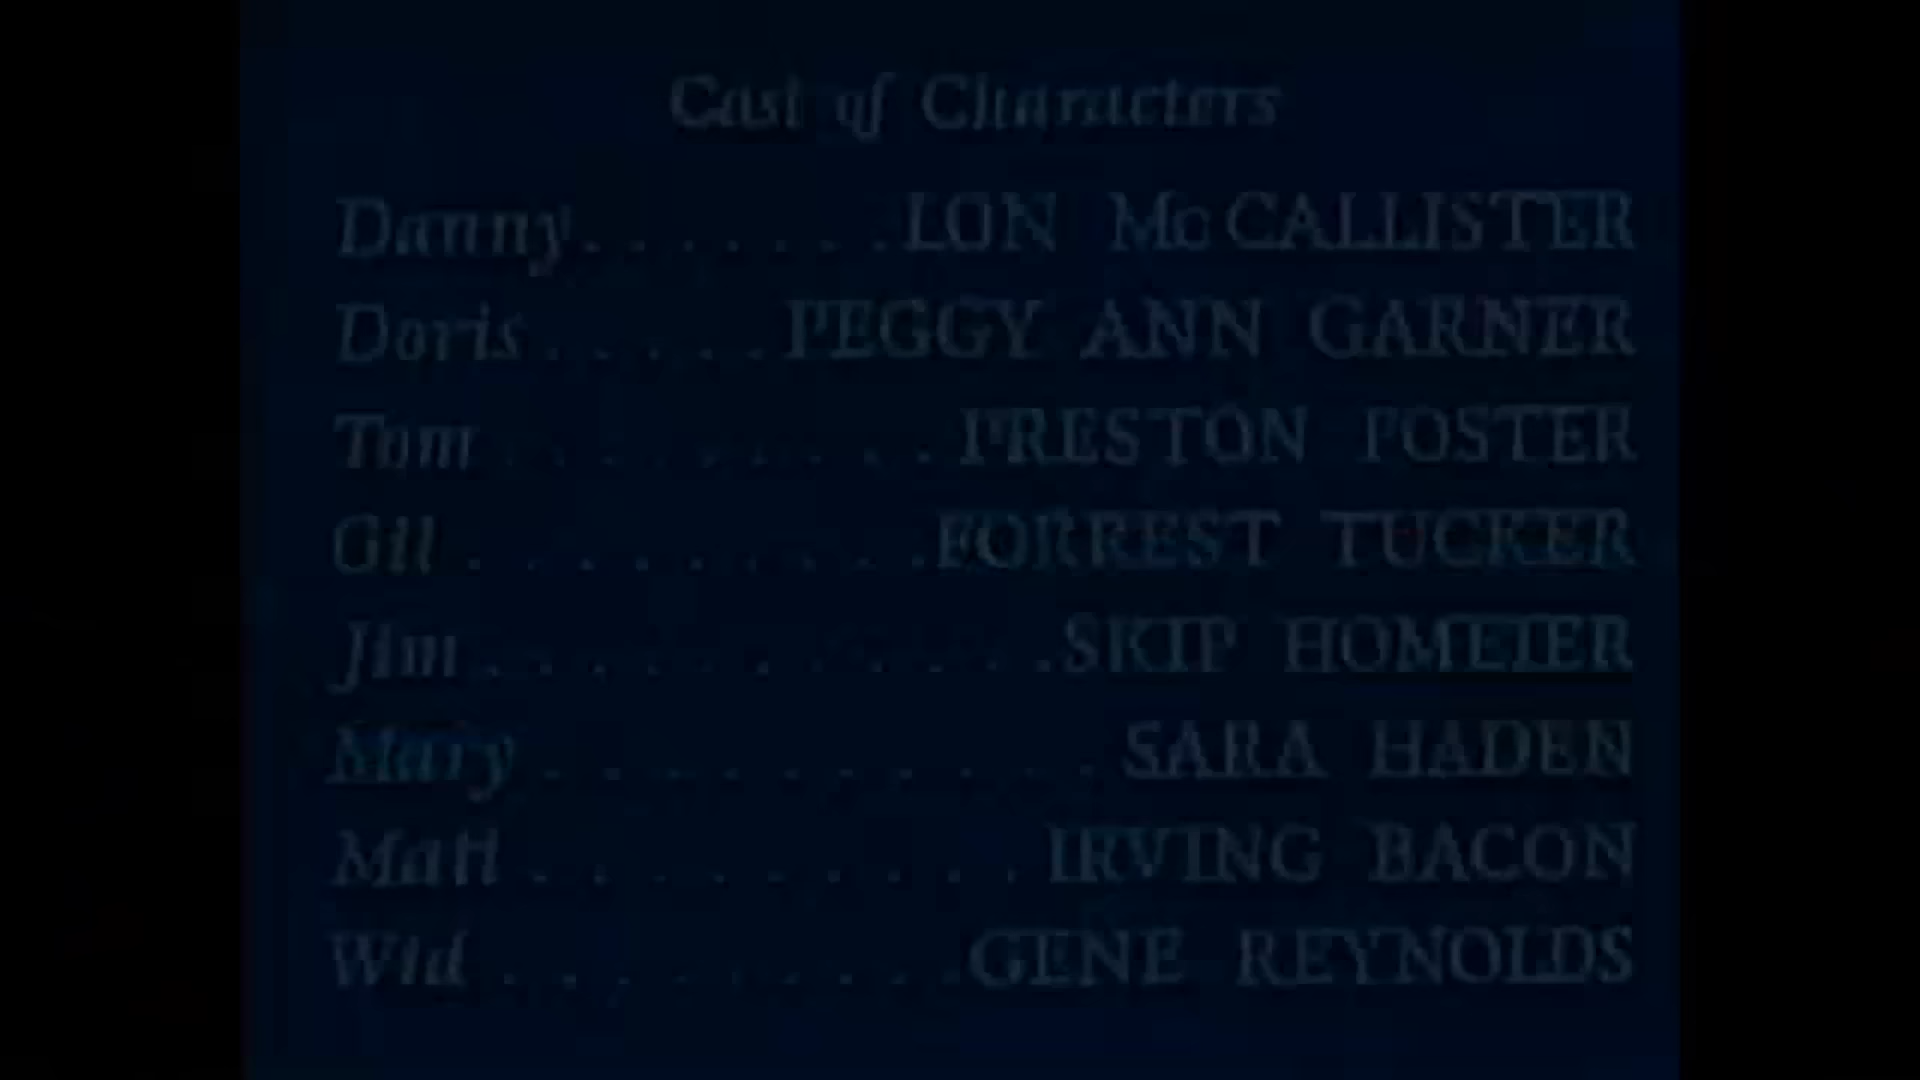 Cast of Characters
Danny........LON McCALLISTER
Doris.....PEGGY ANN GARNER
Tom.........PRESTON FOSTER
Gil.........FORREST TUCKER
Jim...........SKIP HOMEIER
Mary..........SARA HADEN
Matt.........IRVING BACON
Wid.........GENE REYNOLDS